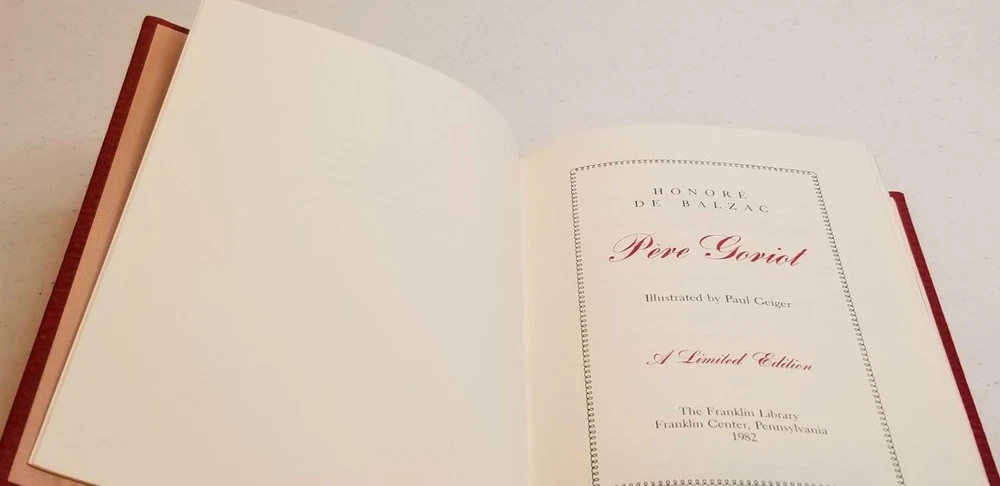 HONORÉ
DE BALZAC
Père Goriot
Illustrated by Paul Geiger
A Limited Edition
The Franklin Library
Franklin Center, Pennsylvania
1982